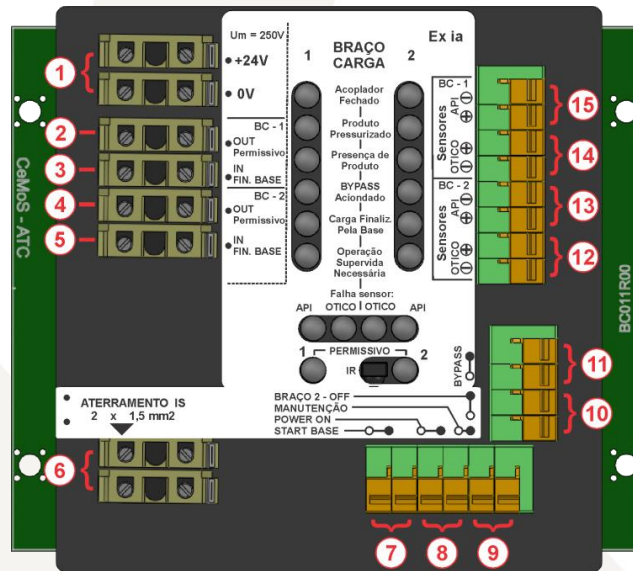 Um = 250V
+24V
0V
BC - 1
OUT
Permissivo
IN
FIN. BASE
BC - 2
OUT
Permissivo
IN
FIN. BASE
1
BRAÇO
CARGA
2
Ex ia
Acoplador
Fechado
Produto
Pressurizado
Presença de
Produto
BYPASS
Aciondado
Carga Finaliz.
Pela Base
Operação
Supervida
Necessária
Falha sensor:
API
OTICO
OTICO
API
1
PERMISSIVO
2
IR
BC - 1
Sensores
API
OTICO
BC - 2
Sensores
API
OTICO
BYPASS
ATERRAMENTO IS
2 x 1,5 mm2
BRAÇO 2 - OFF
MANUTENÇÃO
POWER ON
START BASE
CeMoS - ATC
BC011R00
1
2
3
4
5
6
7
8
9
10
11
12
13
14
15